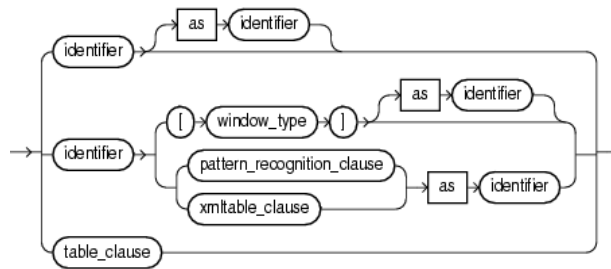 as identifier
identifier
as identifier
[ window_type ]
identifier
pattern_recognition_clause
as identifier
xmltable_clause
table_clause